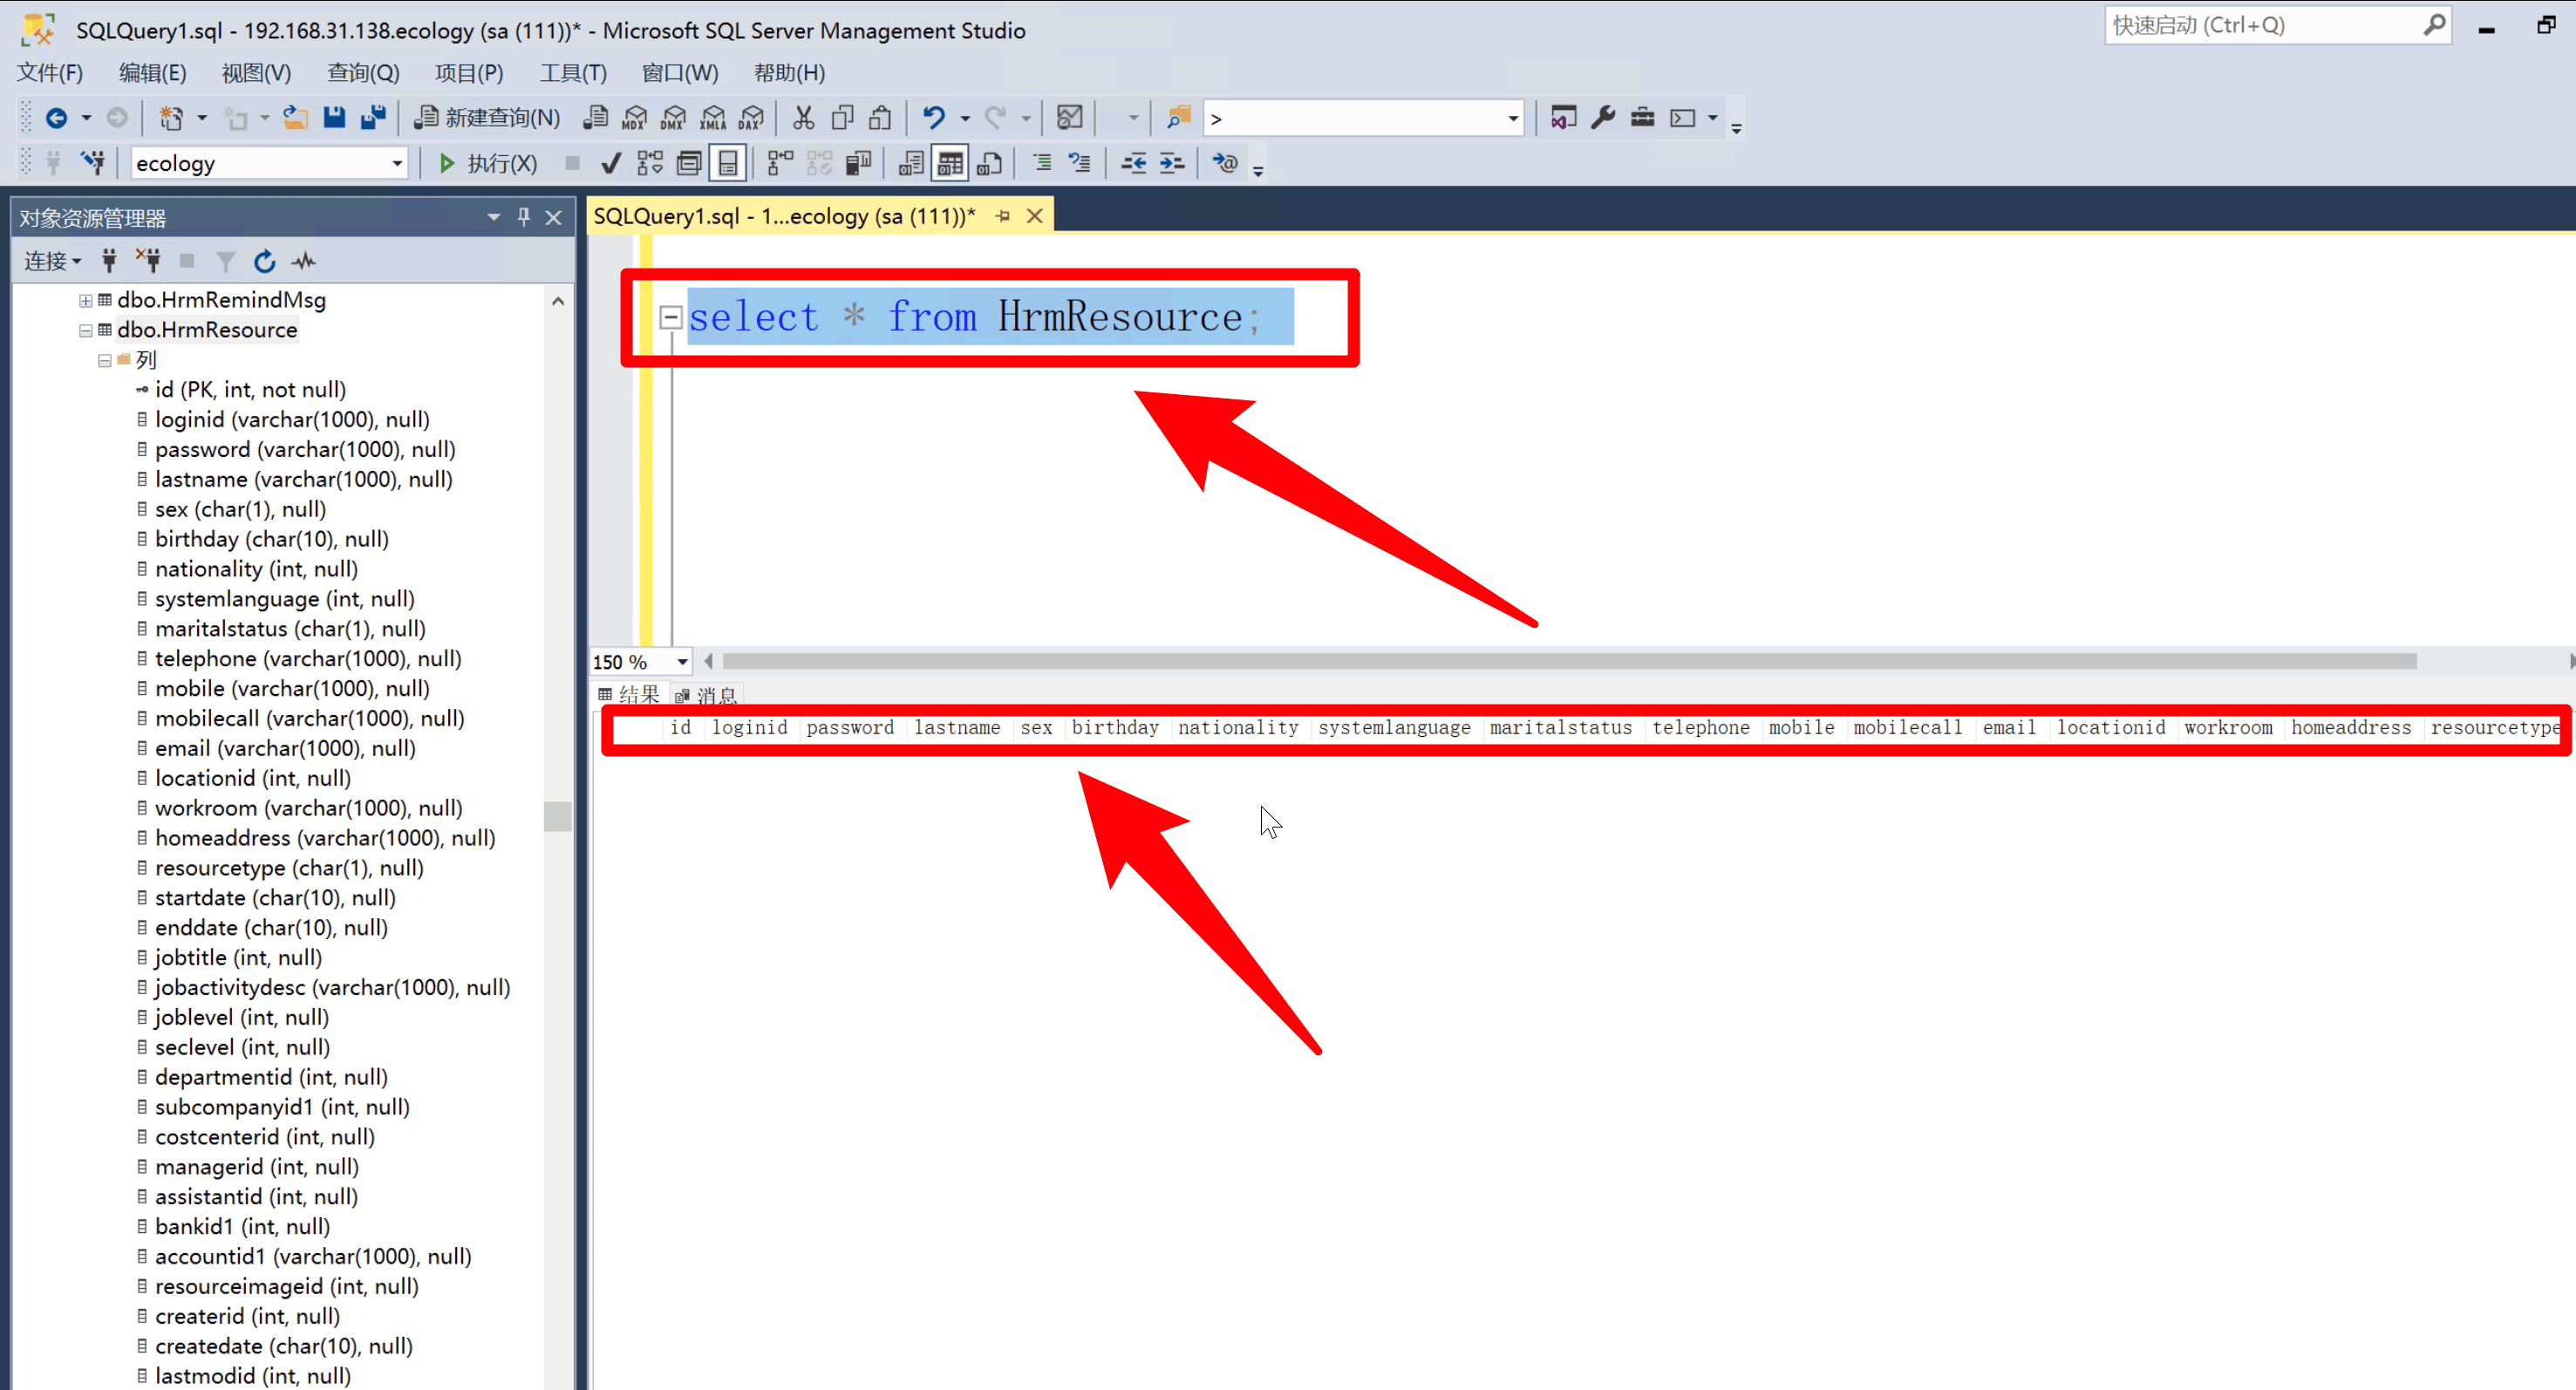 SQLQuery1.sql - 192.168.31.138.ecology (sa (111))* - Microsoft SQL Server Management Studio
快速启动 (Ctrl+Q)
文件(F) 编辑(E) 视图(V) 查询(Q) 项目(P) 工具(T) 窗口(W) 帮助(H)
新建查询(N) MDX DMX XMLA DAX >
ecology 执行(X)
对象资源管理器
SQLQuery1.sql - 1...ecology (sa (111))*
连接
dbo.HrmRemindMsg
dbo.HrmResource
列
id (PK, int, not null)
loginid (varchar(1000), null)
password (varchar(1000), null)
lastname (varchar(1000), null)
sex (char(1), null)
birthday (char(10), null)
nationality (int, null)
systemlanguage (int, null)
maritalstatus (char(1), null)
telephone (varchar(1000), null)
mobile (varchar(1000), null)
mobilecall (varchar(1000), null)
email (varchar(1000), null)
locationid (int, null)
workroom (varchar(1000), null)
homeaddress (varchar(1000), null)
resourcetype (char(1), null)
startdate (char(10), null)
enddate (char(10), null)
jobtitle (int, null)
jobactivitydesc (varchar(1000), null)
joblevel (int, null)
seclevel (int, null)
departmentid (int, null)
subcompanyid1 (int, null)
costcenterid (int, null)
managerid (int, null)
assistantid (int, null)
bankid1 (int, null)
accountid1 (varchar(1000), null)
resourceimageid (int, null)
createrid (int, null)
createdate (char(10), null)
lastmodid (int, null)
select * from HrmResource;
150 %
结果 消息
id loginid password lastname sex birthday nationality systemlanguage maritalstatus telephone mobile mobilecall email locationid workroom homeaddress resourcetype